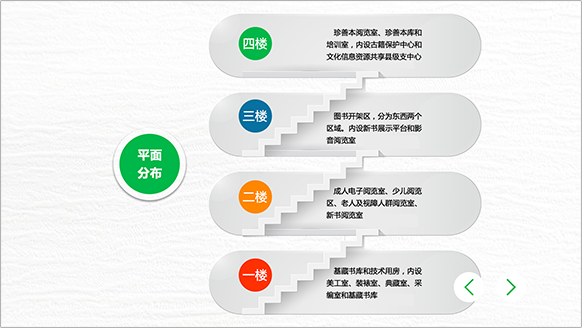 平面
分布
四楼
珍善本阅览室、珍善本库和
培训室，内设古籍保护中心和
文化信息资源共享县级支中心
三楼
图书开架区，分为东西两个
区域。内设新书展示平台和影
音阅览室
二楼
成人电子阅览室、少儿阅览
区、老人及视障人群阅览室、
新书阅览室
一楼
基藏书库和技术用房，内设
美工室、装裱室、典藏室、采
编室和基藏书库